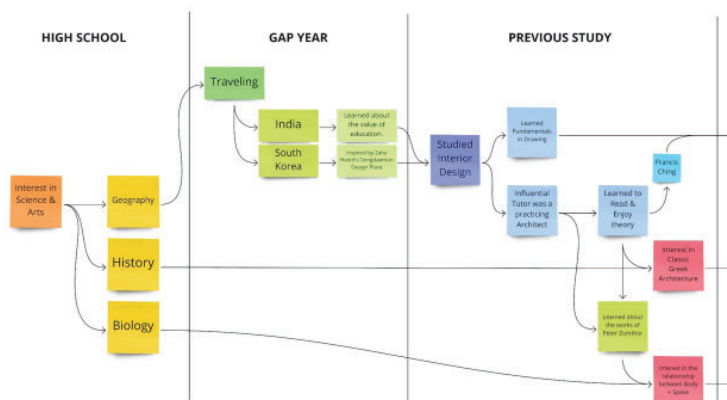 HIGH SCHOOL
GAP YEAR
PREVIOUS STUDY
Interest in
Science &
Arts
Geography
History
Biology
Traveling
India
Learned about
the value of
education.
South
Korea
Inspired by Zaha
Hadid's Dongdaemun
Design Plaza
Studied
Interior
Design
Learned
Fundamentals
in Drawing
Influential
Tutor was a
practicing
Architect
Learned to
Read &
Enjoy
theory
Francis
Ching
Interest in
Classic
Greek
Architecture
Learned about
the works of
Peter Zumthor
Interest in the
relationship
between Body
+ Space